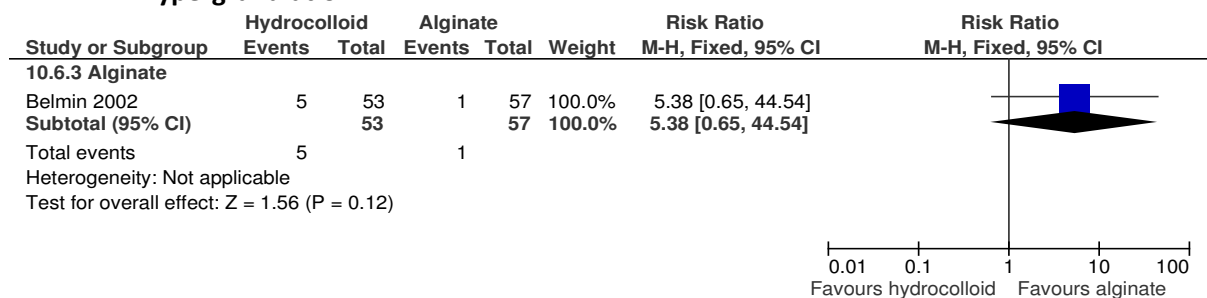 Hydrocolloid Alginate Risk Ratio Risk Ratio
Study or Subgroup Events Total Events Total Weight M-H, Fixed, 95% CI M-H, Fixed, 95% CI
10.6.3 Alginate
Belmin 2002 5 53 1 57 100.0% 5.38 [0.65, 44.54]
Subtotal (95% CI) 53 57 100.0% 5.38 [0.65, 44.54]
Total events 5 1
Heterogeneity: Not applicable
Test for overall effect: Z = 1.56 (P = 0.12)
0.01 0.1 1 10 100
Favours hydrocolloid Favours alginate